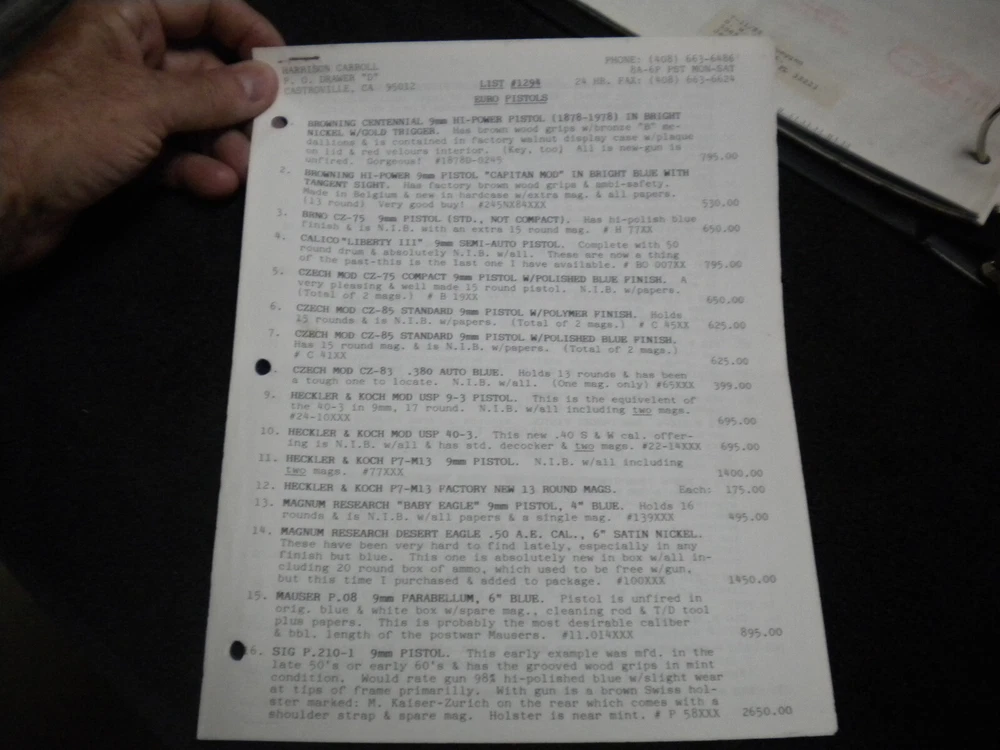 HARRISON CARROLL
P. O. DRAWER "D"
CASTROVILLE, CA 95012
PHONE: (408) 663-6486
8A-6P PST MON-SAT
24 HR. FAX: (408) 663-6624
LIST #1294
EURO PISTOLS
BROWNING CENTENNIAL 9mm HI-POWER PISTOL (1878-1978) IN BRIGHT
NICKEL W/GOLD TRIGGER. Has brown wood grips w/bronze "B" me-
dallions & is contained in factory walnut display case w/plaque
on lid & red velours interior. (Key, too) All is new-gun is
unfired. Gorgeous! #1878D-0245 795.00
2. BROWNING HI-POWER 9mm PISTOL "CAPITAN MOD" IN BRIGHT BLUE WITH
TANGENT SIGHT. Has factory brown wood grips & ambi-safety.
Made in Belgium & new in hardcase w/extra mag. & all papers.
(13 round) Very good buy! #245NX84XXX 530.00
3. BRNO CZ-75 9mm PISTOL (STD., NOT COMPACT). Has hi-polish blue
finish & is N.I.B. with an extra 15 round mag. # H 77XX 650.00
4. CALICO "LIBERTY III" 9mm SEMI-AUTO PISTOL. Complete with 50
round drum & absolutely N.I.B. w/all. These are now a thing
of the past-this is the last one I have available. # BO 007XX 795.00
5. CZECH MOD CZ-75 COMPACT 9mm PISTOL W/POLISHED BLUE FINISH. A
very pleasing & well made 15 round pistol. N.I.B. w/papers.
(Total of 2 mags.) # B 19XX 650.00
6. CZECH MOD CZ-85 STANDARD 9mm PISTOL W/POLYMER FINISH. Holds
15 rounds & is N.I.B. w/papers. (Total of 2 mags.) # C 45XX 625.00
7. CZECH MOD CZ-85 STANDARD 9mm PISTOL W/POLISHED BLUE FINISH.
Has 15 round mag. & is N.I.B. w/papers. (Total of 2 mags.)
# C 41XX 625.00
CZECH MOD CZ-83 .380 AUTO BLUE. Holds 13 rounds & has been
a tough one to locate. N.I.B. w/all. (One mag. only) #65XXX 399.00
9. HECKLER & KOCH MOD USP 9-3 PISTOL. This is the equivelent of
the 40-3 in 9mm, 17 round. N.I.B. w/all including two mags.
#24-10XXX 695.00
10. HECKLER & KOCH MOD USP 40-3. This new .40 S & W cal. offer-
ing is N.I.B. w/all & has std. decocker & two mags. #22-14XXX 695.00
11. HECKLER & KOCH P7-M13 9mm PISTOL. N.I.B. w/all including
two mags. #77XXX 1400.00
12. HECKLER & KOCH P7-M13 FACTORY NEW 13 ROUND MAGS. Each: 175.00
13. MAGNUM RESEARCH "BABY EAGLE" 9mm PISTOL, 4" BLUE. Holds 16
rounds & is N.I.B. w/all papers & a single mag. #139XXX 495.00
14. MAGNUM RESEARCH DESERT EAGLE .50 A.E. CAL., 6" SATIN NICKEL.
These have been very hard to find lately, especially in any
finish but blue. This one is absolutely new in box w/all in-
cluding 20 round box of ammo, which used to be free w/gun,
but this time I purchased & added to package. #100XXX 1450.00
15. MAUSER P.08 9mm PARABELLUM, 6" BLUE. Pistol is unfired in
orig. blue & white box w/spare mag., cleaning rod & T/D tool
plus papers. This is probably the most desirable caliber
& bbl. length of the postwar Mausers. #11.014XXX 895.00
16. SIG P.210-1 9mm PISTOL. This early example was mfd. in the
late 50's or early 60's & has the grooved wood grips in mint
condition. Would rate gun 98% hi-polished blue w/slight wear
at tips of frame primarilly. With gun is a brown Swiss hol-
ster marked: M. Kaiser-Zurich on the rear which comes with a
shoulder strap & spare mag. Holster is near mint. # P 58XXX 2650.00